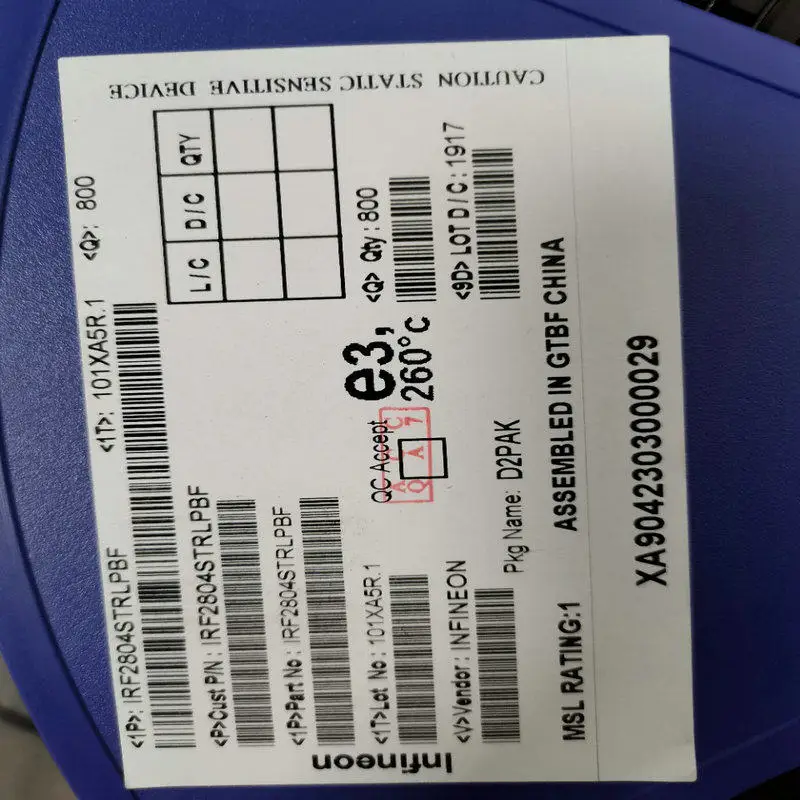 <1P>: IRF2804STRLPBF <1T>: 101XA5R.1 <Q>: 800
<P>Cust P/N: IRF2804STRLPBF
<1P>Part No: IRF2804STRLPBF
<1T>Lot No: 101XA5R.1
<V>Vendor: INFINEON
L/C D/C QTY
QC Accept
e3,
260°C
<Q> Qty: 800
<9D> LOT D/C: 1917
Pkg Name: D2PAK
MSL RATING:1 ASSEMBLED IN GTBF CHINA
XA9042303000029
Infineon
CAUTION STATIC SENSITIVE DEVICE